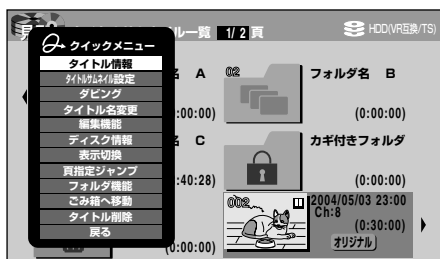 見 ル一覧 1/2 頁 HDD(VR互換/TS)
クイックメニュー
タイトル情報
タイトルサムネイル設定
ダビング
タイトル名変更
編集機能
ディスク情報
表示切換
頁指定ジャンプ
フォルダ機能
ごみ箱へ移動
タイトル削除
戻る
名 A
:00:00)
02 フォルダ名 B
(0:00:00)
名 C
:40:28)
カギ付きフォルダ
(0:00:00)
(0:00:00)
002 2004/05/03 23:00
Ch:8
(0:30:00)
オリジナル